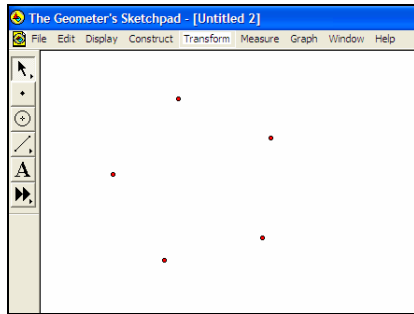 The Geometer's Sketchpad - [Untitled 2]
File Edit Display Construct Transform Measure Graph Window Help
A